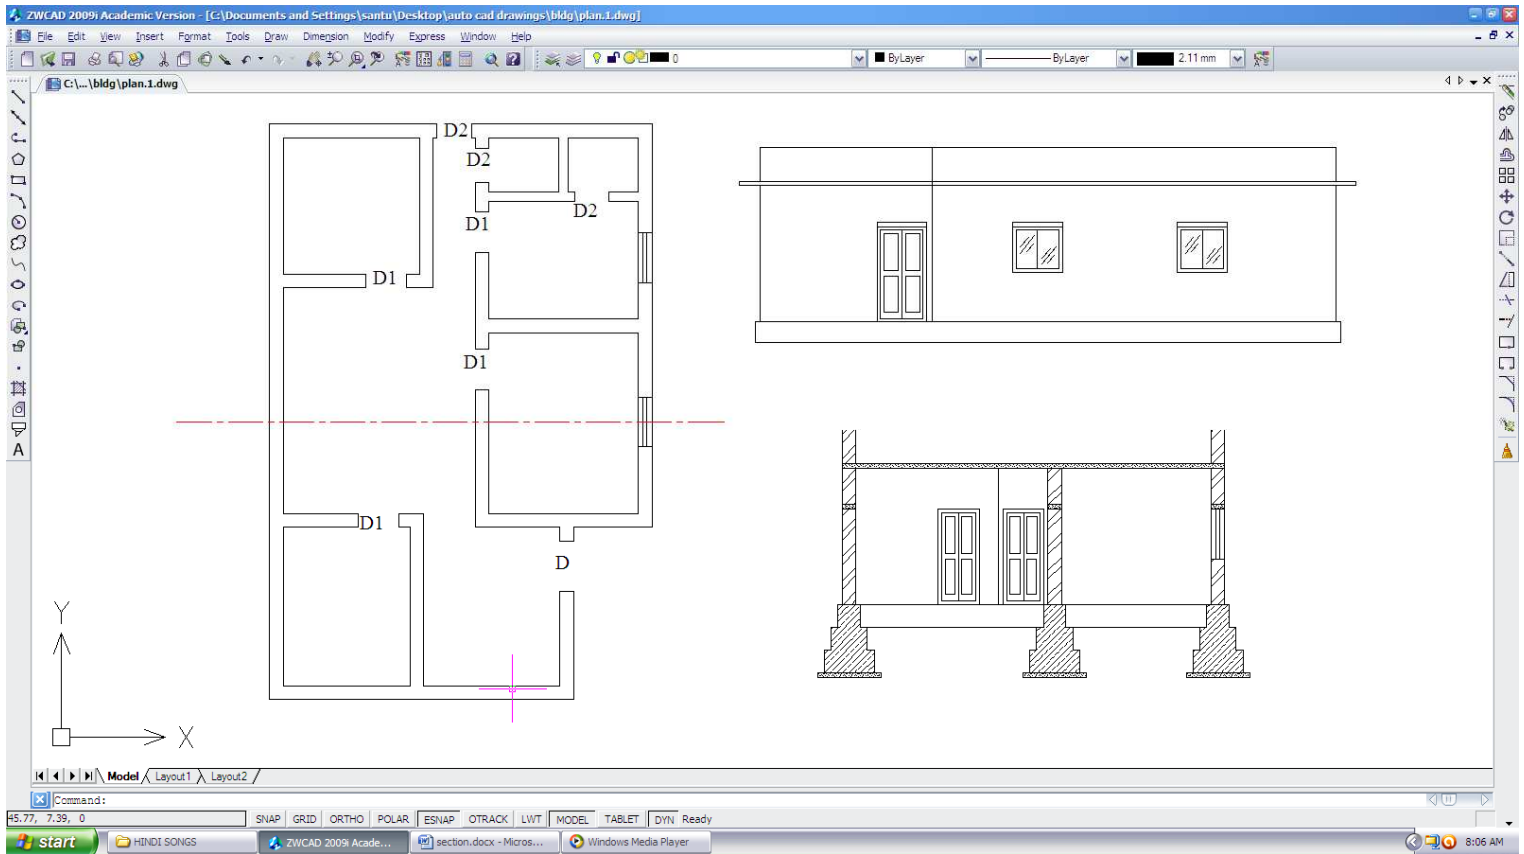 ZWCAD 2009i Academic Version - [C:\Documents and Settings\santu\Desktop\auto cad drawings\bldg\plan.1.dwg]
File Edit View Insert Format Tools Draw Dimension Modify Express Window Help
0 ByLayer ByLayer 2.11 mm
C:\...\bldg\plan.1.dwg
D2
D2
D2
D1
D1
D1
D1
D
Y
X
A
Model Layout1 Layout2
Command:
45.77, 7.39, 0 SNAP GRID ORTHO POLAR ESNAP OTRACK LWT MODEL TABLET DYN Ready
start HINDI SONGS ZWCAD 2009i Acade... section.docx - Micros... Windows Media Player 8:06 AM